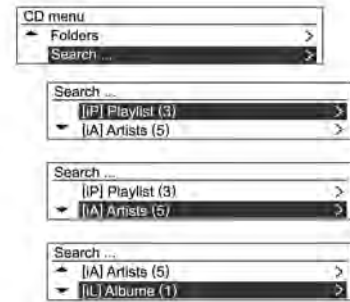 CD menu
Folders >
Search ... >
Search ...
[iP] Playlist (3) >
[iA] Artists (5) >
Search ...
[iP] Playlist (3) >
[iA] Artists (5) >
Search ...
[iA] Artists (5) >
[iL] Albume (1) >